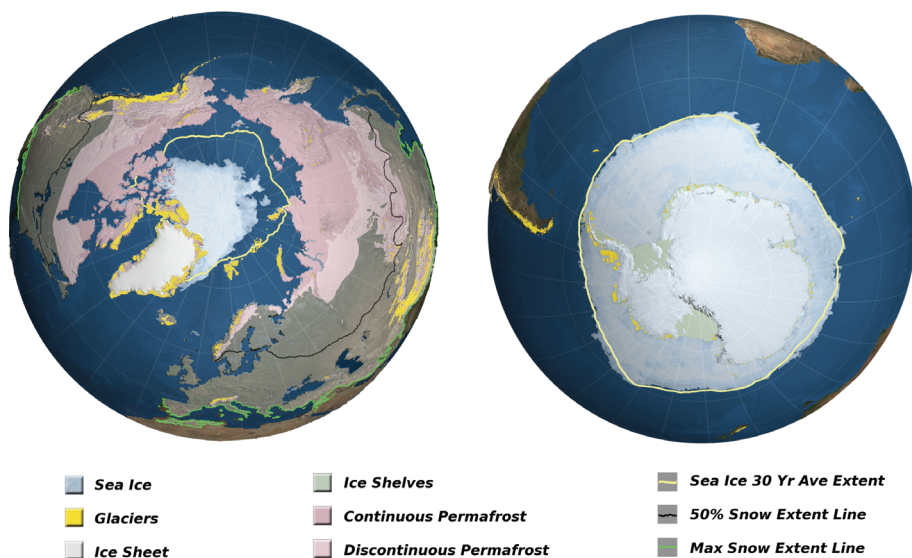 Sea Ice
Glaciers
Ice Sheet
Ice Shelves
Continuous Permafrost
Discontinuous Permafrost
Sea Ice 30 Yr Ave Extent
50% Snow Extent Line
Max Snow Extent Line